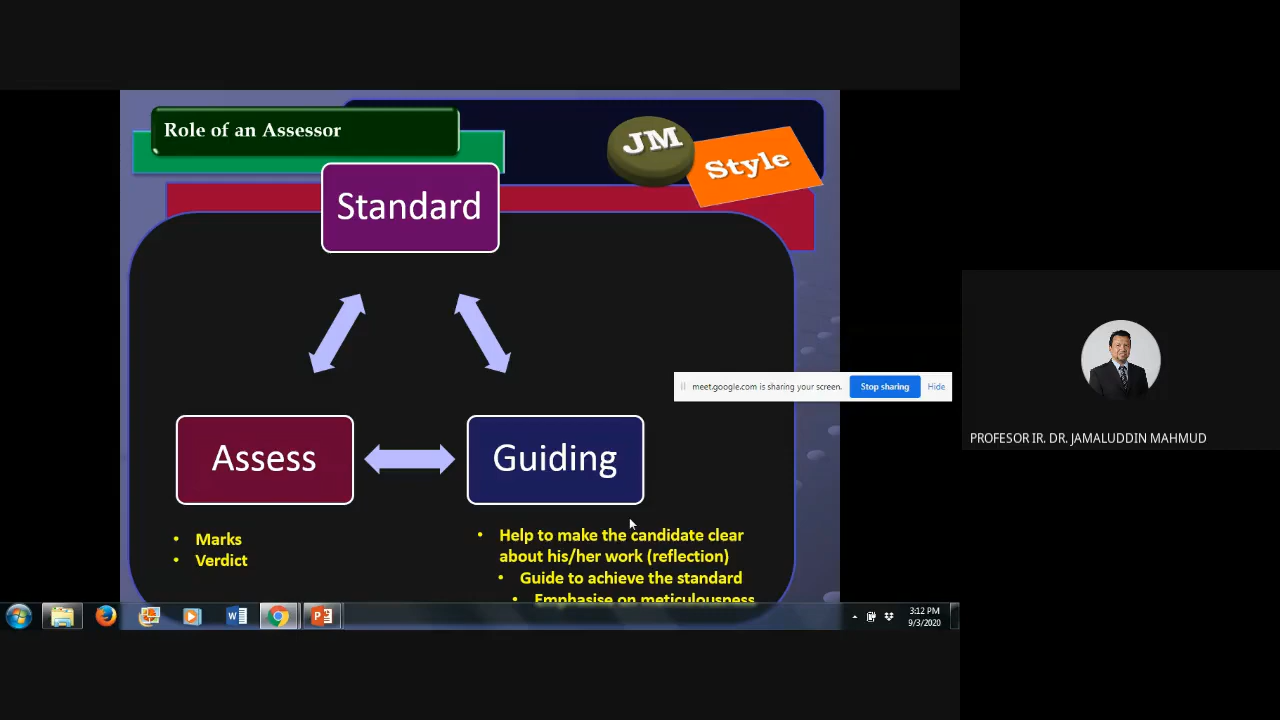 Role of an Assessor
JM
Style
Standard
meet.google.com is sharing your screen.
Stop sharing
Hide
Assess
Guiding
PROFESOR IR. DR. JAMALUDDIN MAHMUD
• Marks
• Verdict
• Help to make the candidate clear
about his/her work (reflection)
• Guide to achieve the standard
• Emphasise on meticulousness
3:12 PM
9/3/2020